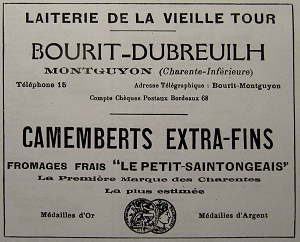 LAITERIE DE LA VIEILLE TOUR
BOURIT-DUBREUILH
MONTGUYON (Charente-Inférieure)
Téléphone 15 Adresse Télégraphique : Bourit-Montguyon
Compte Chèques Postaux Bordeaux 68
CAMEMBERTS EXTRA-FINS
FROMAGES FRAIS "LE PETIT-SAINTONGEAIS"
La Première Marque des Charentes
La plus estimée
Médailles d'Or Médailles d'Argent